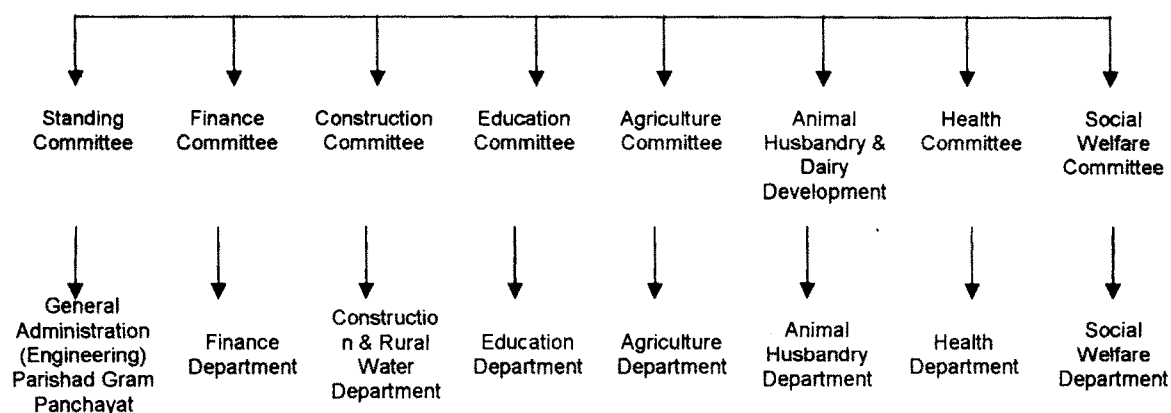 Standing
Committee
Finance
Committee
Construction
Committee
Education
Committee
Agriculture
Committee
Animal
Husbandry &
Dairy
Development
Health
Committee
Social
Welfare
Committee
General
Administration
(Engineering)
Parishad Gram
Panchayat
Finance
Department
Constructio
n & Rural
Water
Department
Education
Department
Agriculture
Department
Animal
Husbandry
Department
Health
Department
Social
Welfare
Department